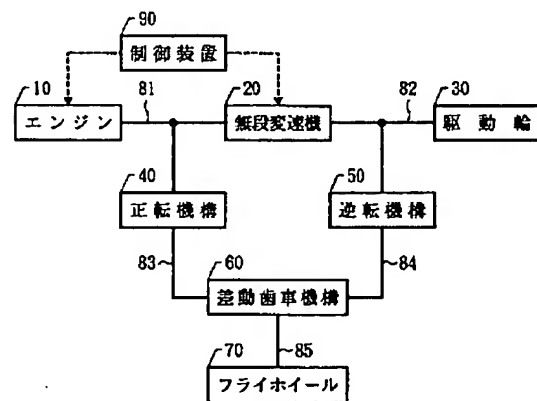 90
制御装置
10
81
20
82
30
エンジン
無段変速機
駆動輪
40
50
正転機構
逆転機構
83
60
84
差動歯車機構
70
85
フライホイール